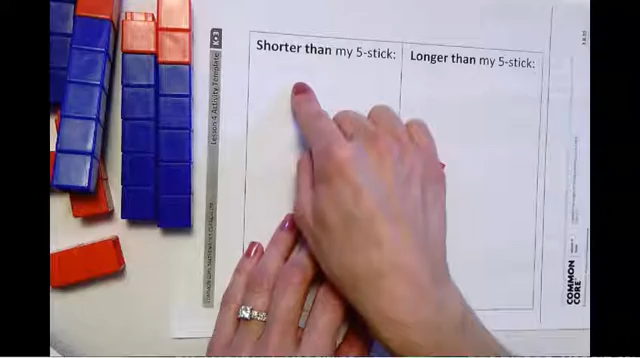 Shorter than my 5-stick:
Longer than my 5-stick:
Lesson 4 Activity Template
K•3
COMMON
CORE